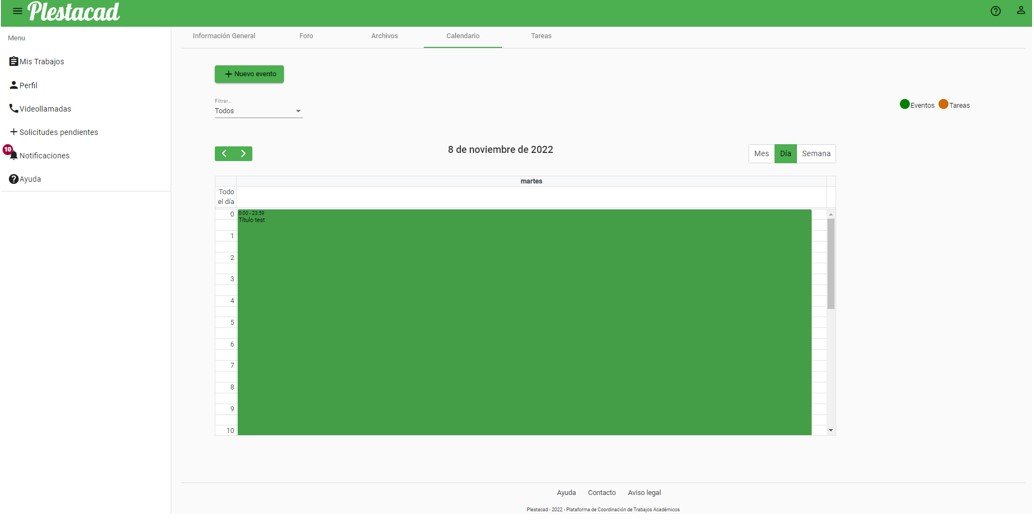 Plestacad
Menu
Mis Trabajos
Perfil
Videollamadas
Solicitudes pendientes
10
Notificaciones
Ayuda
Información General Foro Archivos Calendario Tareas
+ Nuevo evento
Filtrar...
Todos
Eventos Tareas
8 de noviembre de 2022
Mes Día Semana
martes
Todo
el día
0
0:00 - 23:59
Título test
1
2
3
4
5
6
7
8
9
10
Ayuda Contacto Aviso legal
Plestacad - 2022 - Plataforma de Coordinación de Trabajos Académicos